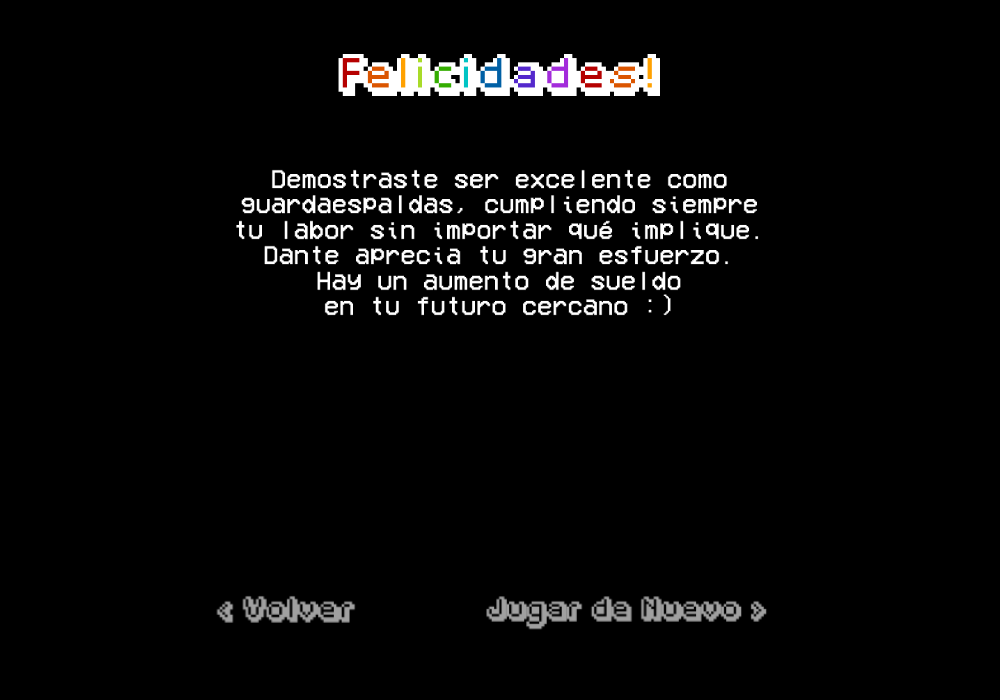 Felicidades!
Demostraste ser excelente como
guardaespaldas, cumpliendo siempre
tu labor sin importar qué implique.
Dante aprecia tu gran esfuerzo.
Hay un aumento de sueldo
en tu futuro cercano :)
< Volver
Jugar de Nuevo >